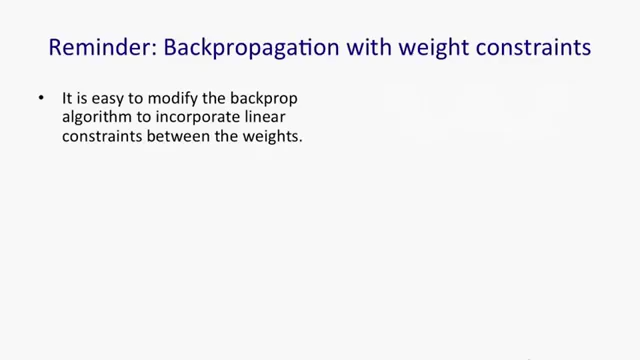 Reminder: Backpropagation with weight constraints
• It is easy to modify the backprop
algorithm to incorporate linear
constraints between the weights.